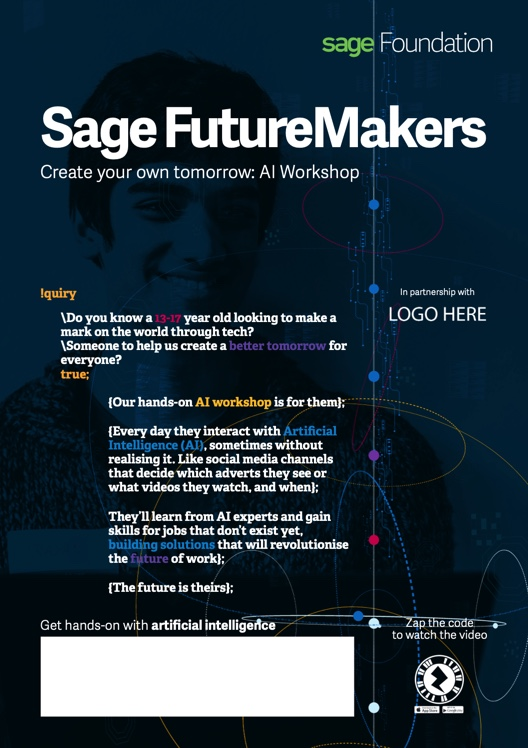 sage Foundation
Sage FutureMakers
Create your own tomorrow: AI Workshop
!quiry
\Do you know a 13-17 year old looking to make a
mark on the world through tech?
\Someone to help us create a better tomorrow for
everyone?
true;
In partnership with
LOGO HERE
{Our hands-on AI workshop is for them};
{Every day they interact with Artificial
Intelligence (AI), sometimes without
realising it. Like social media channels
that decide which adverts they see or
what videos they watch, and when};
They'll learn from AI experts and gain
skills for jobs that don't exist yet,
building solutions that will revolutionise
the future of work};
{The future is theirs};
Get hands-on with artificial intelligence
Zap the code
to watch the video